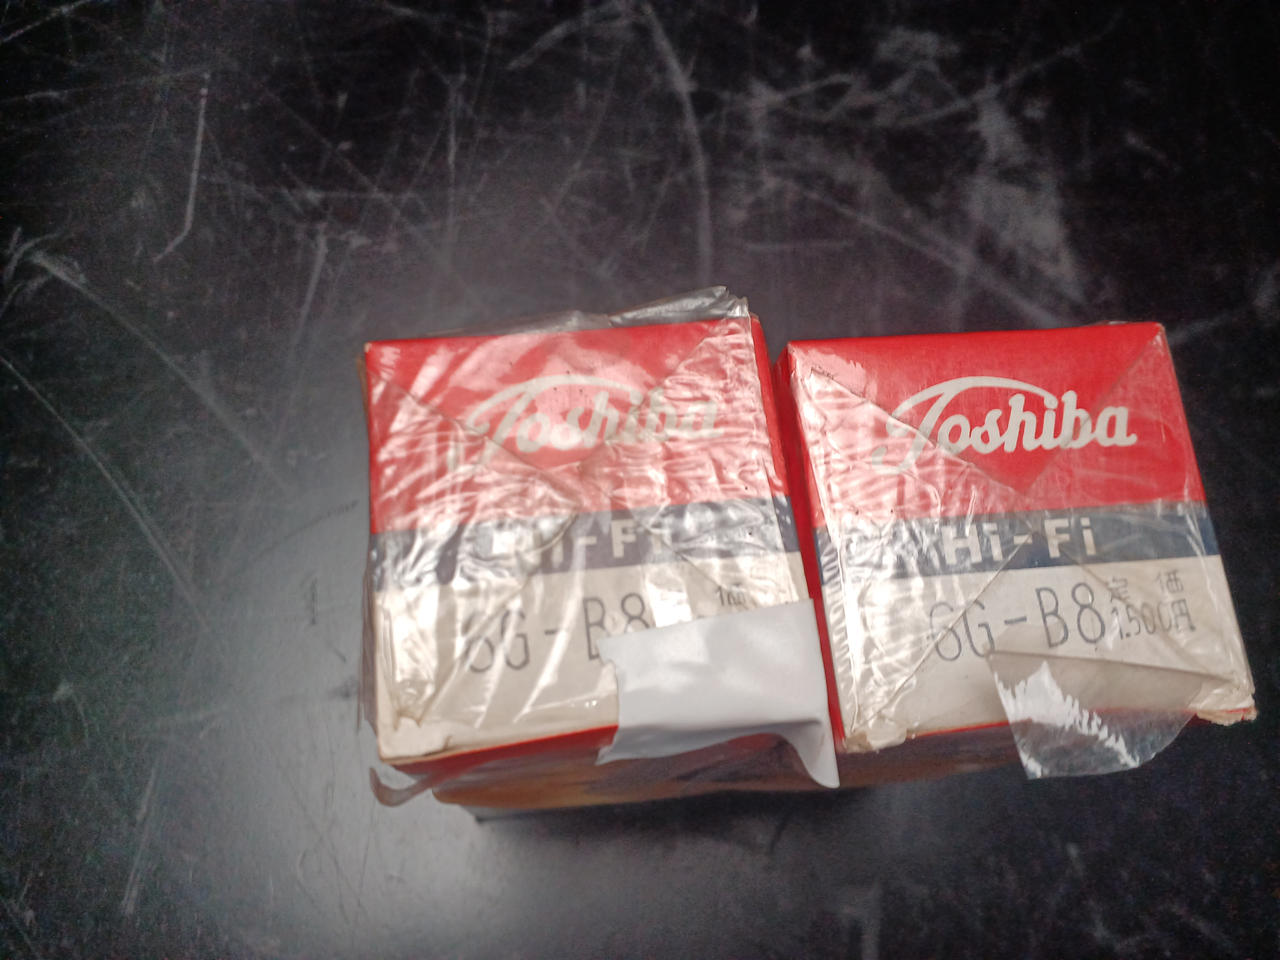 Toshiba
Hi-Fi
6G-B8
Toshiba
Hi-Fi
6G-B8
定価
1.500円